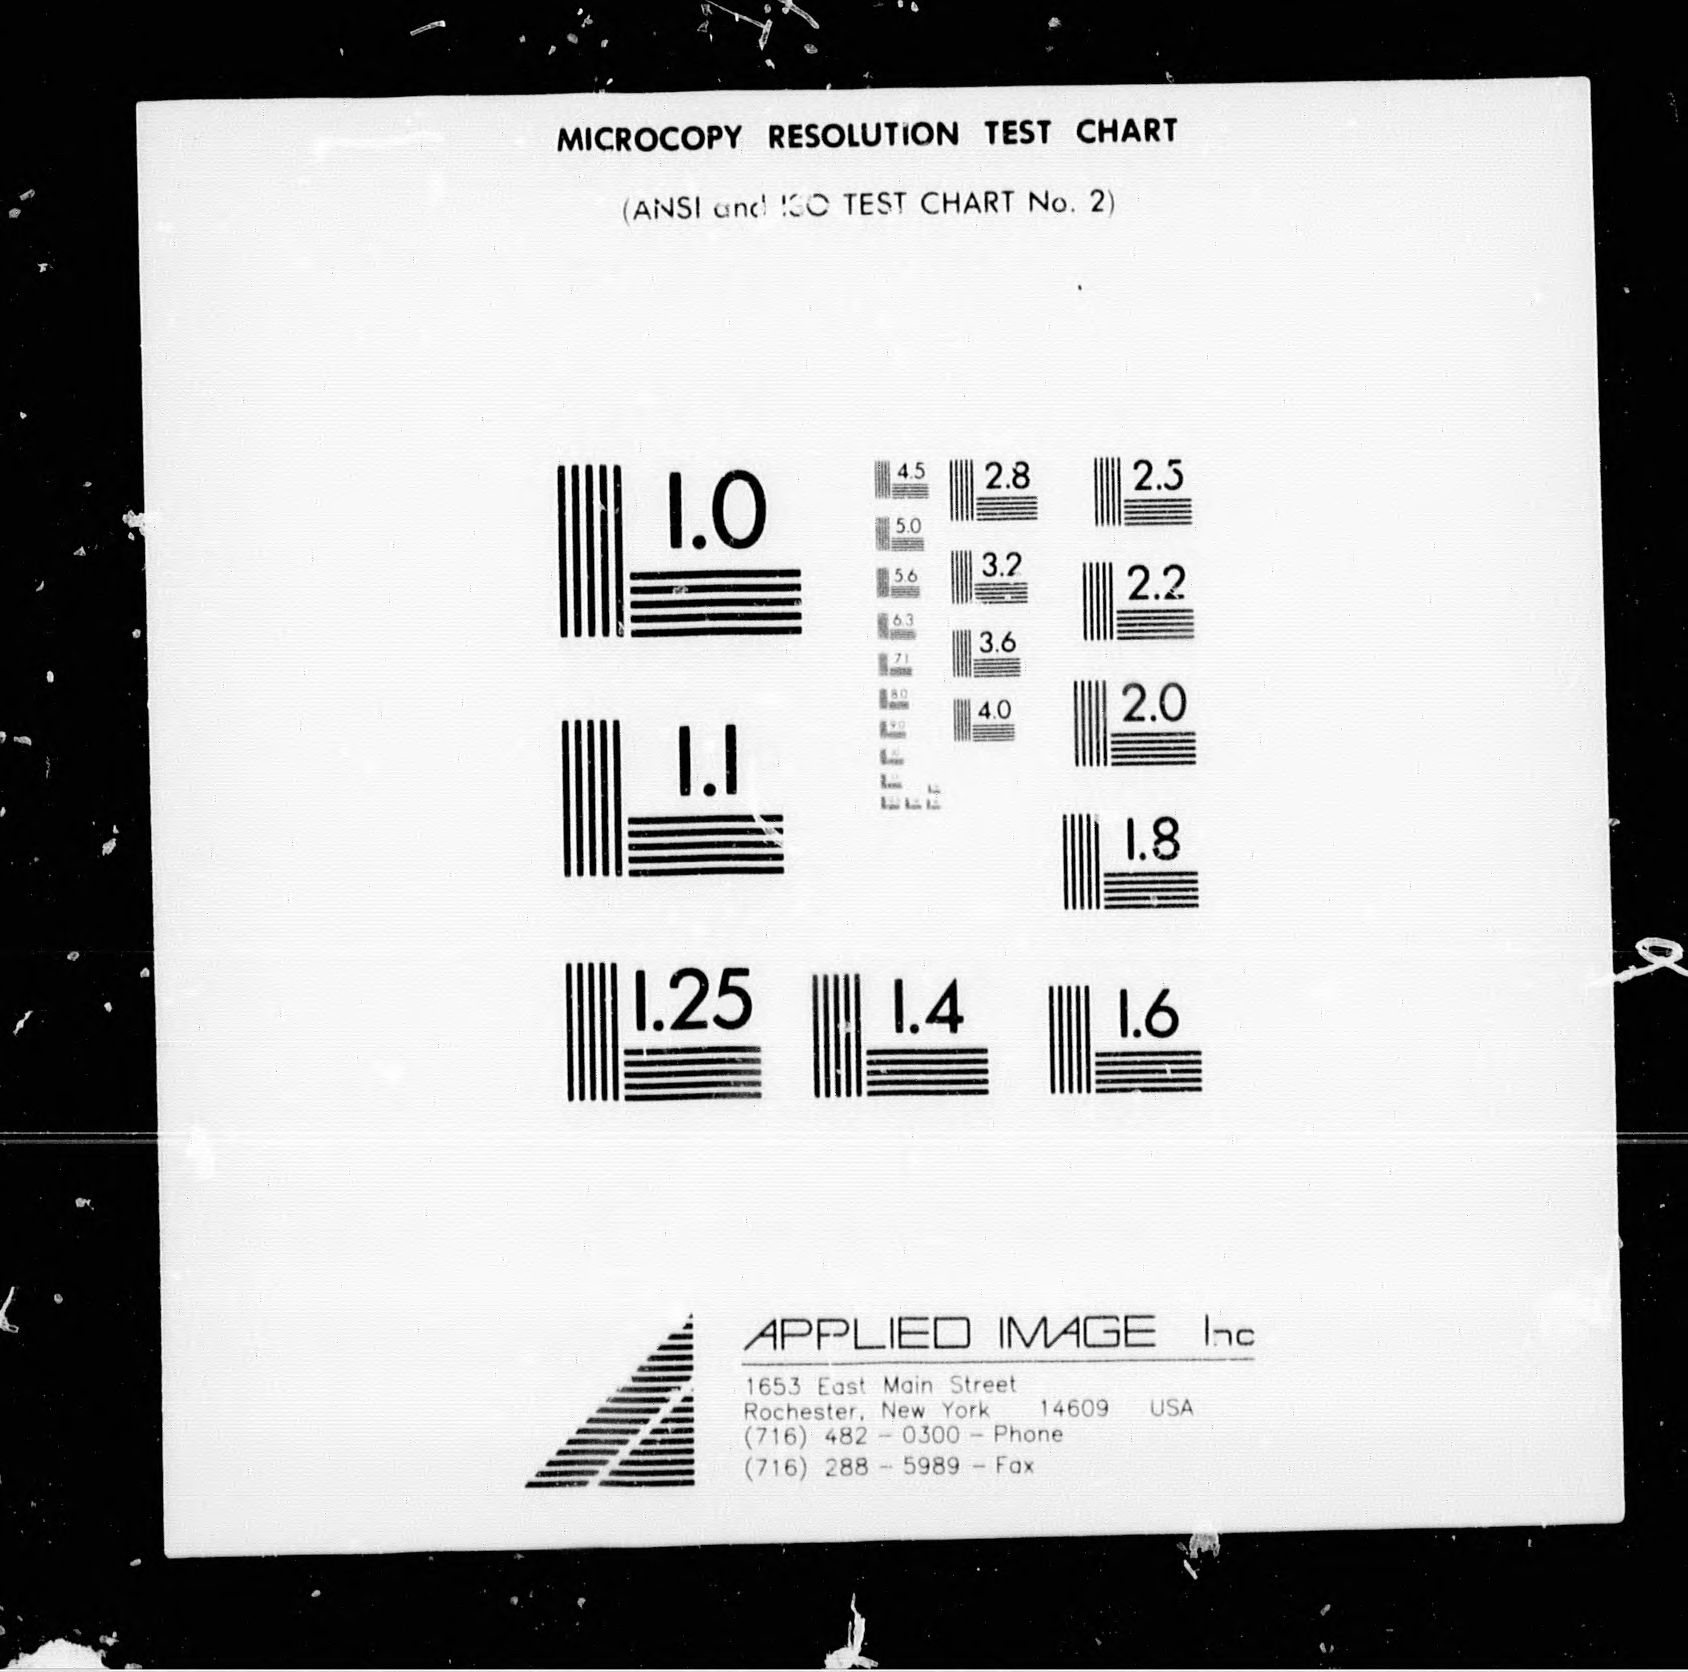 MICROCOPY RESOLUTION TEST CHART
(ANSI and ISO TEST CHART No. 2)
1.0
1.1
1.25
1.4
1.6
1.8
2.0
2.2
2.5
2.8
3.2
3.6
4.0
4.5
5.0
5.6
6.3
7.1
8.0
9.0
APPLIED IMAGE Inc
1653 East Main Street
Rochester, New York 14609 USA
(716) 482 - 0300 - Phone
(716) 288 - 5989 - Fax